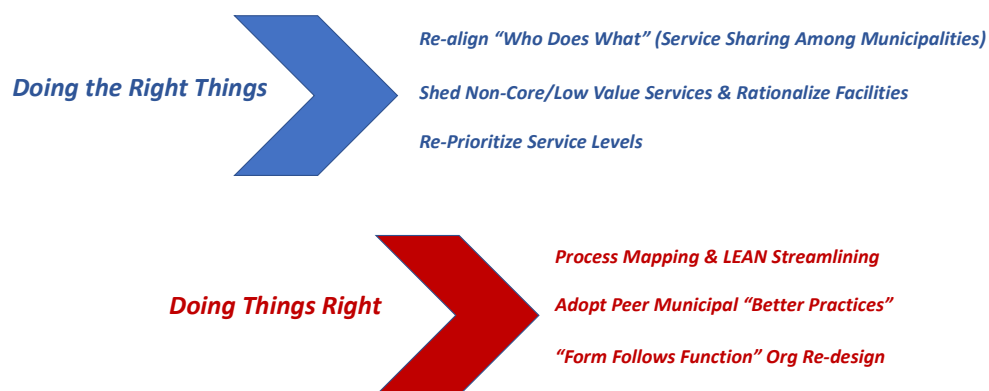 Re-align “Who Does What” (Service Sharing Among Municipalities)
Doing the Right Things
Shed Non-Core/Low Value Services & Rationalize Facilities
Re-Prioritize Service Levels
Process Mapping & LEAN Streamlining
Doing Things Right
Adopt Peer Municipal “Better Practices”
“Form Follows Function” Org Re-design